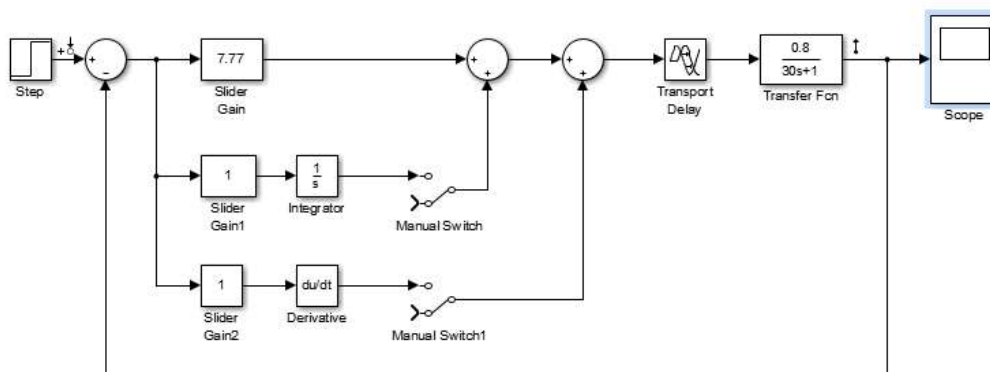 Step
+
-
7.77
Slider
Gain
+
+
+
+
Transport
Delay
0.8
30s+1
Transfer Fcn
Scope
1
Slider
Gain1
1
s
Integrator
Manual Switch
1
Slider
Gain2
du/dt
Derivative
Manual Switch1